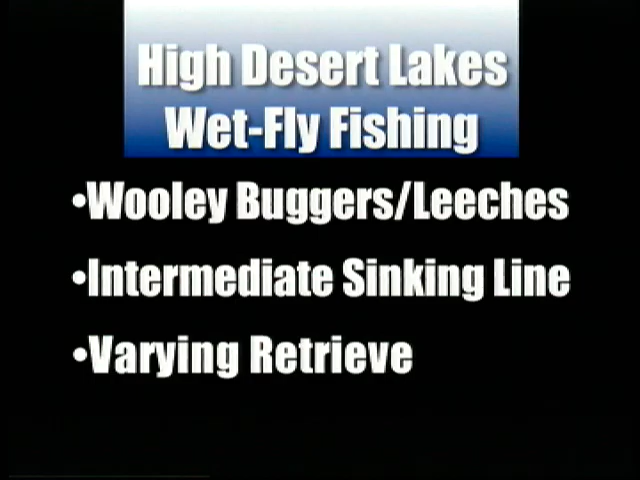 High Desert Lakes
Wet-Fly Fishing
•Wooley Buggers/Leeches
•Intermediate Sinking Line
•Varying Retrieve